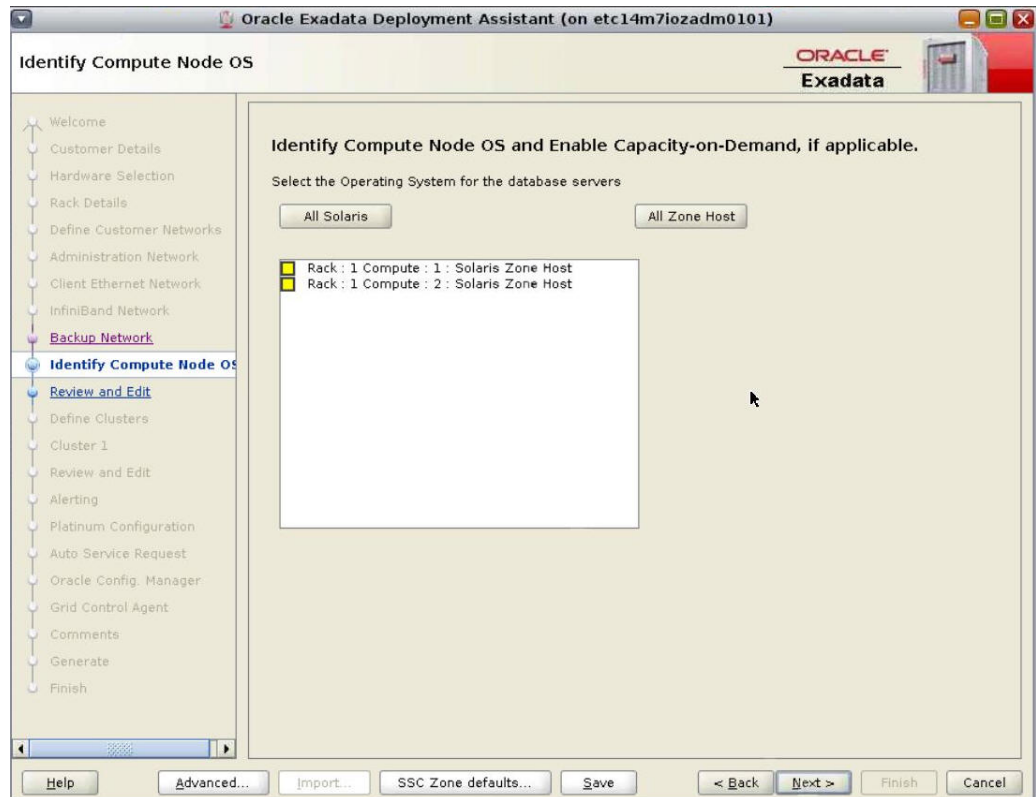 Oracle Exadata Deployment Assistant (on etc14m7iozadm0101)
Identify Compute Node OS
ORACLE
Exadata
Welcome
Customer Details
Hardware Selection
Rack Details
Define Customer Networks
Administration Network
Client Ethernet Network
InfiniBand Network
Backup Network
Identify Compute Node OS
Review and Edit
Define Clusters
Cluster 1
Review and Edit
Alerting
Platinum Configuration
Auto Service Request
Oracle Config. Manager
Grid Control Agent
Comments
Generate
Finish
Identify Compute Node OS and Enable Capacity-on-Demand, if applicable.
Select the Operating System for the database servers
All Solaris All Zone Host
Rack : 1 Compute : 1 : Solaris Zone Host
Rack : 1 Compute : 2 : Solaris Zone Host
Help Advanced... Import... SSC Zone defaults... Save < Back Next > Finish Cancel